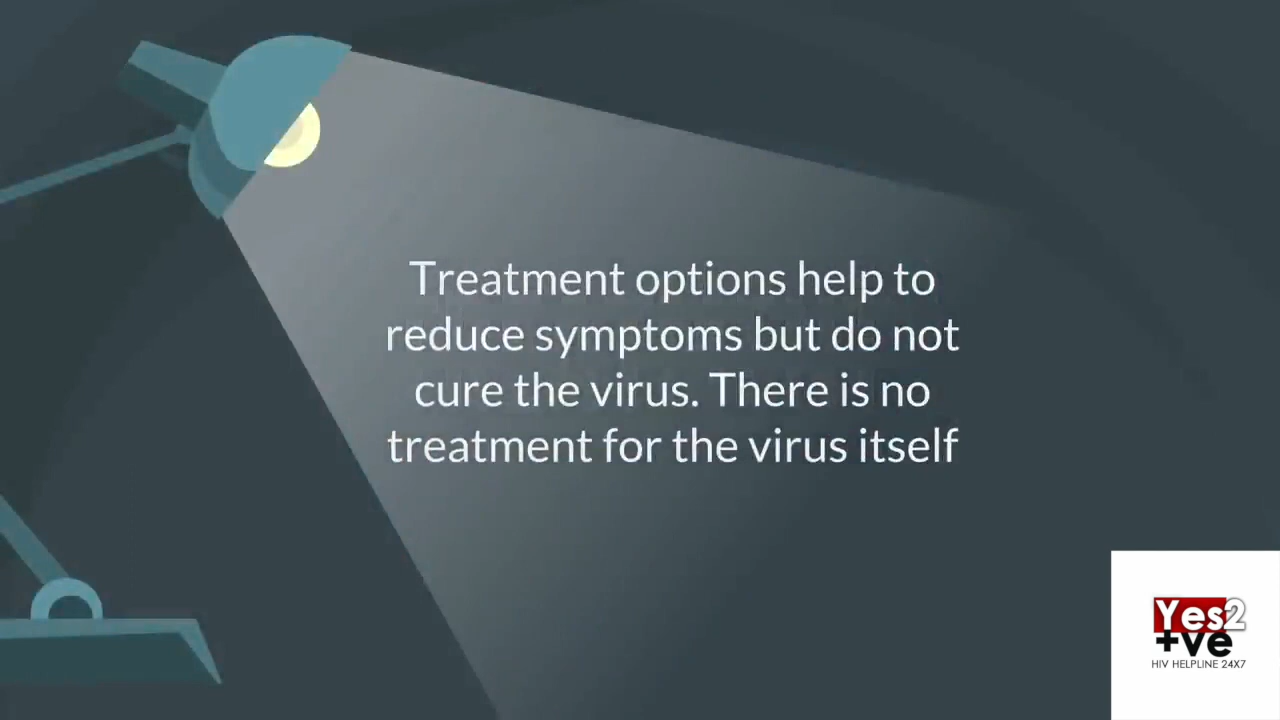 Treatment options help to
reduce symptoms but do not
cure the virus. There is no
treatment for the virus itself
Yes2
+ve
HIV HELPLINE 24X7